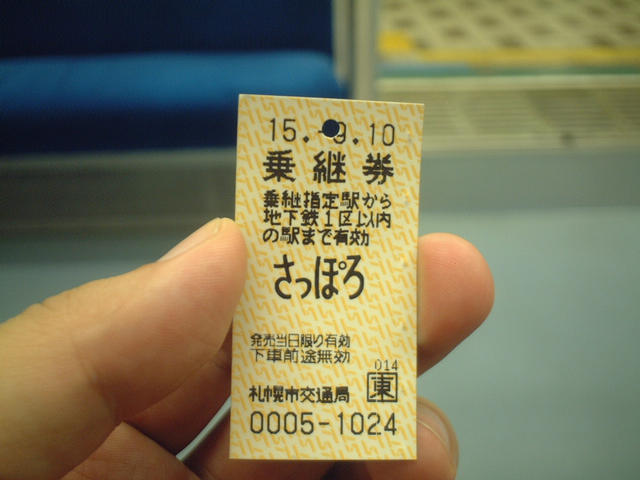 15.-9.10
乗継券
乗継指定駅から
地下鉄1区以内
の駅まで有効
さっぽろ
発売当日限り有効
下車前途無効
014
札幌市交通局 東
0005-1024